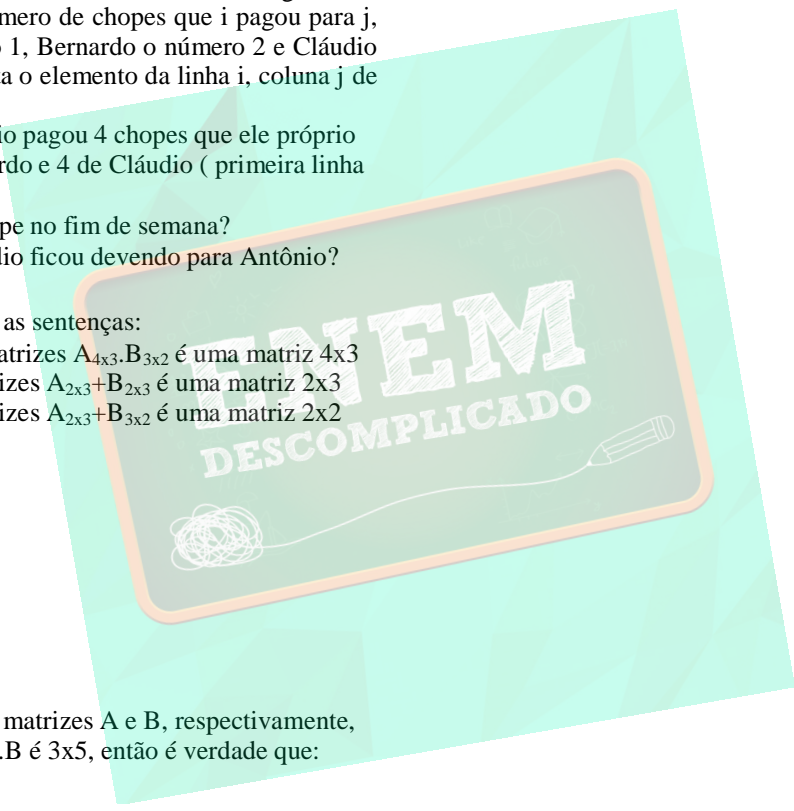 mero de chopes que i pagou para j,
1, Bernardo o número 2 e Cláudio
a o elemento da linha i, coluna j de
io pagou 4 chopes que ele próprio
rdo e 4 de Cláudio ( primeira linha
pe no fim de semana?
dio ficou devendo para Antônio?
as sentenças:
atrizes A4x3.B3x2 é uma matriz 4x3
izes A2x3+B2x3 é uma matriz 2x3
izes A2x3+B3x2 é uma matriz 2x2
ENEM
DESCOMPLICADO
matrizes A e B, respectivamente,
.B é 3x5, então é verdade que: